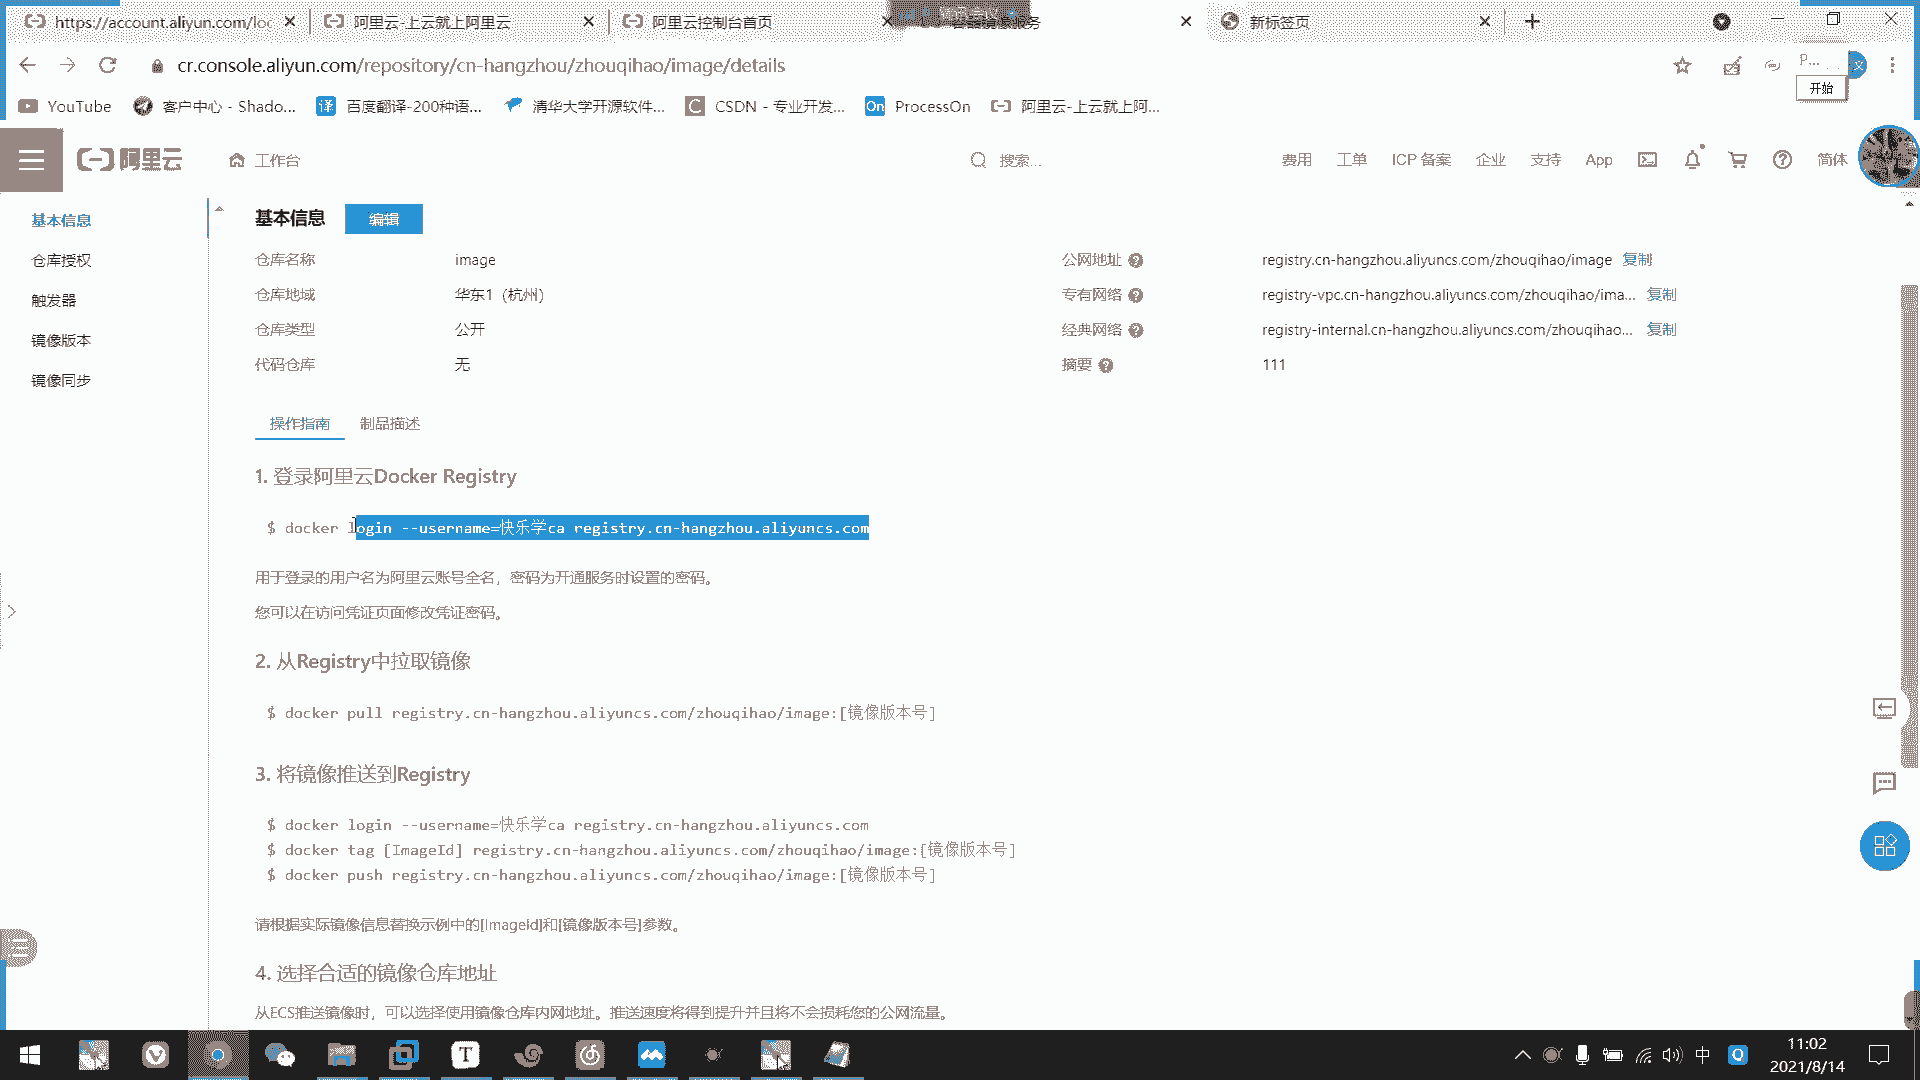 https://account.aliyun.com/loc
阿里云-上云就上阿里云
阿里云控制台首页
新标签页
cr.console.aliyun.com/repository/cn-hangzhou/zhouqihao/image/details
P... ...
开始
YouTube
客户中心 - Shado...
译 百度翻译-200种语...
清华大学开源软件...
C CSDN - 专业开发...
On ProcessOn
阿里云-上云就上阿...
阿里云
工作台
搜索...
费用
工单
ICP 备案
企业
支持
App
简体
基本信息
仓库授权
触发器
镜像版本
镜像同步
基本信息
编辑
仓库名称 image
公网地址 registry.cn-hangzhou.aliyuncs.com/zhouqihao/image 复制
仓库地域 华东1（杭州）
专有网络 registry-vpc.cn-hangzhou.aliyuncs.com/zhouqihao/ima... 复制
仓库类型 公开
经典网络 registry-internal.cn-hangzhou.aliyuncs.com/zhouqihao... 复制
代码仓库 无
摘要 111
操作指南
制品描述
1. 登录阿里云Docker Registry
$ docker login --username=快乐学ca registry.cn-hangzhou.aliyuncs.com
用于登录的用户名为阿里云账号全名，密码为开通服务时设置的密码。
您可以在访问凭证页面修改凭证密码。
2. 从Registry中拉取镜像
$ docker pull registry.cn-hangzhou.aliyuncs.com/zhouqihao/image:[镜像版本号]
3. 将镜像推送到Registry
$ docker login --username=快乐学ca registry.cn-hangzhou.aliyuncs.com
$ docker tag [ImageId] registry.cn-hangzhou.aliyuncs.com/zhouqihao/image:[镜像版本号]
$ docker push registry.cn-hangzhou.aliyuncs.com/zhouqihao/image:[镜像版本号]
请根据实际镜像信息替换示例中的[ImageId]和[镜像版本号]参数。
4. 选择合适的镜像仓库地址
从ECS推送镜像时，可以选择使用镜像仓库内网地址。推送速度将得到提升并且将不会损耗您的公网流量。
T
中
11:02
2021/8/14